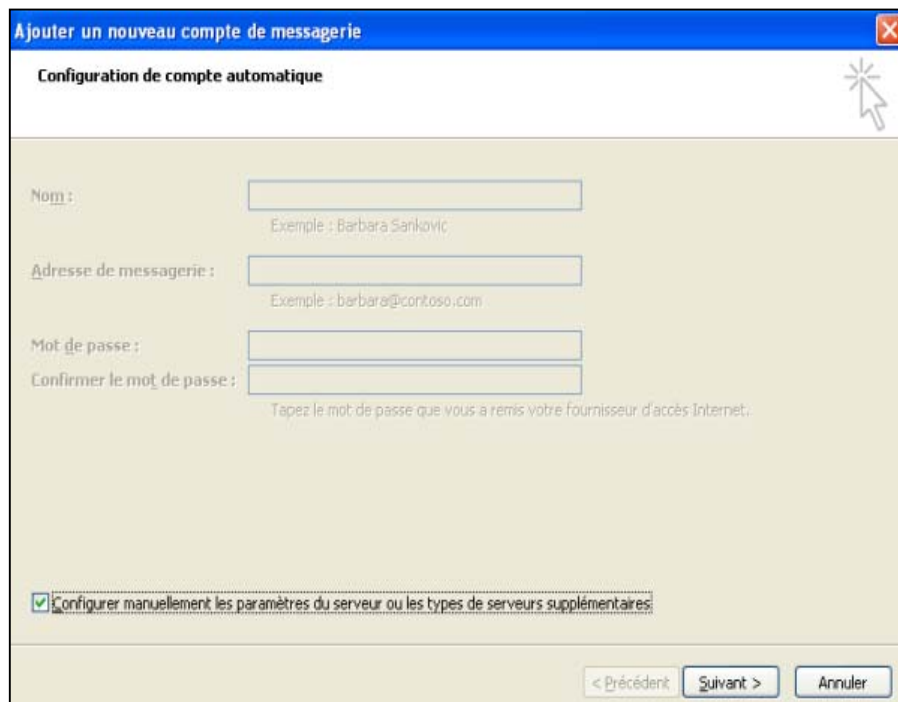 Ajouter un nouveau compte de messagerie
Configuration de compte automatique
Nom :
Exemple : Barbara Sankovic
Adresse de messagerie :
Exemple : barbara@contoso.com
Mot de passe :
Confirmer le mot de passe :
Tapez le mot de passe que vous a remis votre fournisseur d'accès Internet.
Configurer manuellement les paramètres du serveur ou les types de serveurs supplémentaires
< Précédent
Suivant >
Annuler